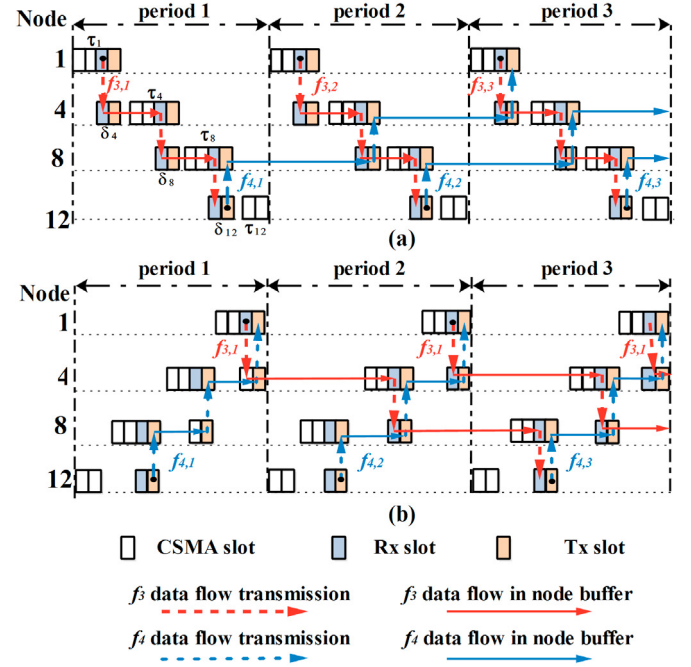 Node
period 1
period 2
period 3
(a)
1
τ1
f3,1
f3,2
f3,3
4
δ4
τ4
8
δ8
τ8
f4,1
f4,2
f4,3
12
δ12
τ12
(a)
Node
period 1
period 2
period 3
1
f3,1
f3,1
f3,1
4
8
f4,1
f4,2
f4,3
12
(b)
CSMA slot
Rx slot
Tx slot
f3 data flow transmission
f3 data flow in node buffer
f4 data flow transmission
f4 data flow in node buffer